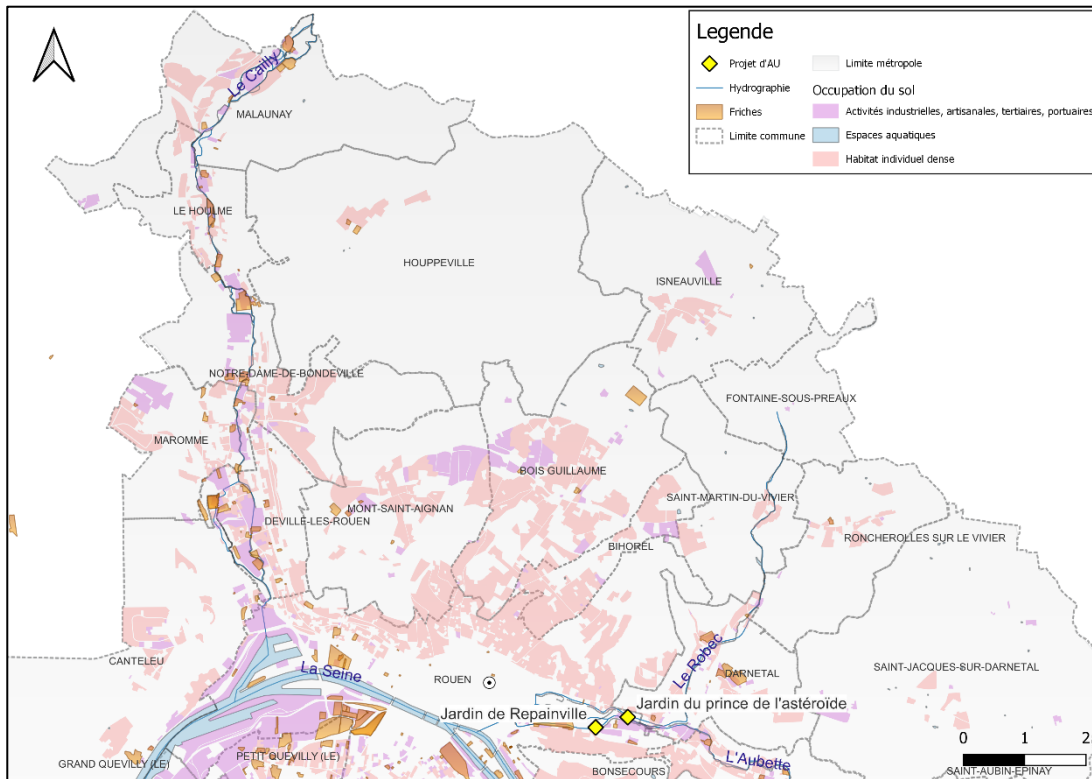 Legende
Projet d'AU
Hydrographie
Friches
Limite commune
Limite métropole
Occupation du sol
Activités industrielles, artisanales, tertiaires, portuaires
Espaces aquatiques
Habitat individuel dense
Le Cailly
MALAUNAY
LE HOULME
HOUPPEVILLE
ISNEAUVILLE
NOTRE-DAME-DE-BONDEVILLE
FONTAINE-SOUS-PREAUX
MAROMME
BOIS GUILLAUME
MONT-SAINT-AIGNAN
SAINT-MARTIN-DU-VIVIER
DEVILLE-LES-ROUEN
BIHOREL
RONCHEROLLES SUR LE VIVIER
CANTELEU
La Seine
ROUEN
Le Robec
DARNETAL
SAINT-JACQUES-SUR-DARNETAL
Jardin du prince de l'astéroïde
Jardin de Repainville
GRAND QUEVILLY (LE)
PETIT QUEVILLY (LE)
BONSECOURS
L'Aubette
0 1 2
SAINT-AUBIN-EPINAY